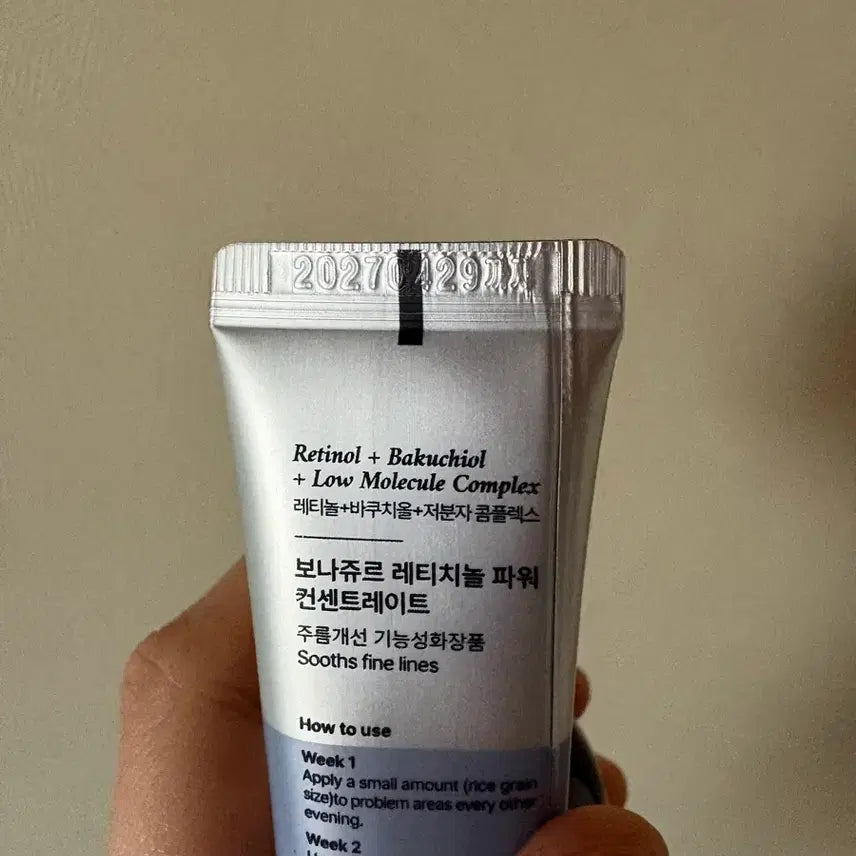 20270429
Retinol + Bakuchiol
+ Low Molecule Complex
레티놀+바쿠치올+저분자 콤플렉스
보나쥬르 레티치놀 파워
컨센트레이트
주름개선 기능성화장품
Sooths fine lines
How to use
Week 1
Apply a small amount (rice grain
size)to problem areas every other
evening.
Week 2